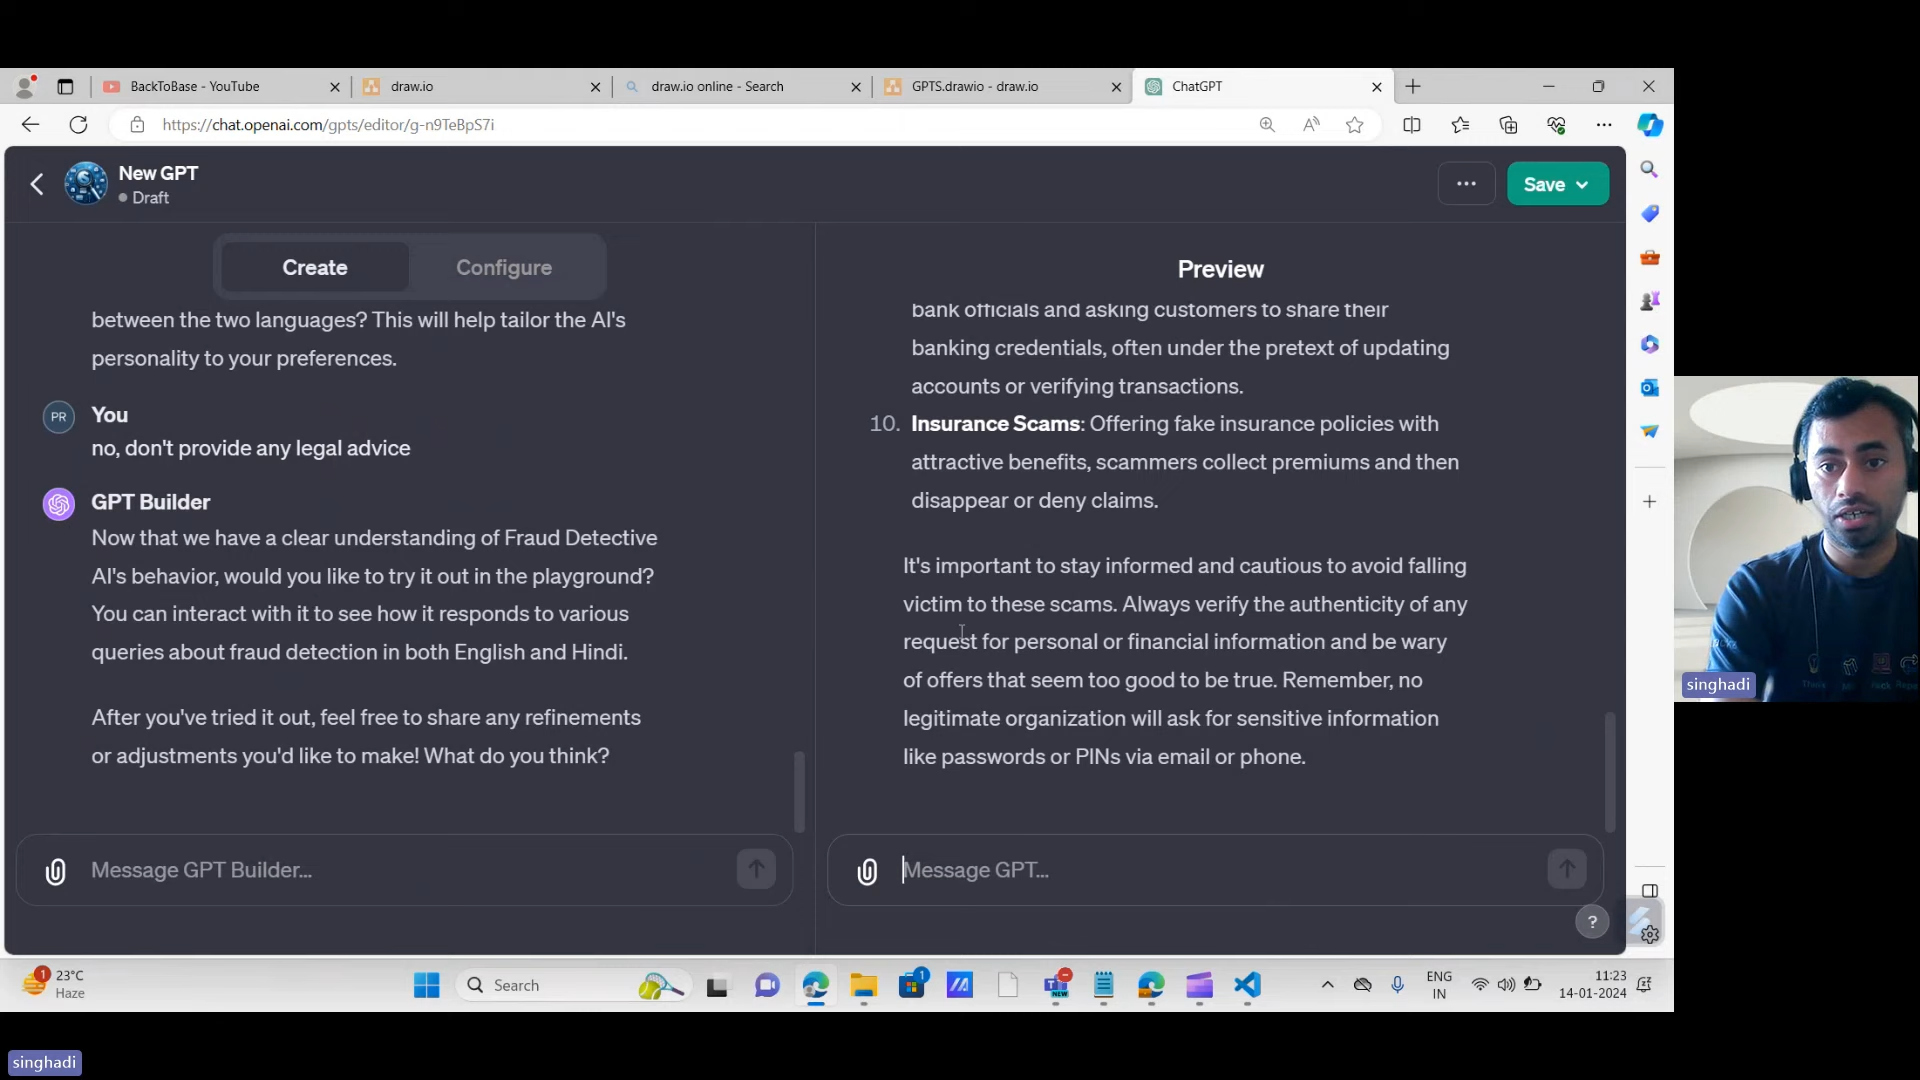 BackToBase - YouTube
draw.io
draw.io online - Search
GPTS.drawio - draw.io
ChatGPT
https://chat.openai.com/gpts/editor/g-n9TeBpS7i
New GPT
Draft
Save
Create
Configure
between the two languages? This will help tailor the AI's
personality to your preferences.
PR
You
no, don't provide any legal advice
GPT Builder
Now that we have a clear understanding of Fraud Detective
AI's behavior, would you like to try it out in the playground?
You can interact with it to see how it responds to various
queries about fraud detection in both English and Hindi.
After you've tried it out, feel free to share any refinements
or adjustments you'd like to make! What do you think?
Message GPT Builder...
Preview
bank officials and asking customers to share their
banking credentials, often under the pretext of updating
accounts or verifying transactions.
10. Insurance Scams: Offering fake insurance policies with
attractive benefits, scammers collect premiums and then
disappear or deny claims.
It's important to stay informed and cautious to avoid falling
victim to these scams. Always verify the authenticity of any
request for personal or financial information and be wary
of offers that seem too good to be true. Remember, no
legitimate organization will ask for sensitive information
like passwords or PINs via email or phone.
Message GPT...
?
singhadi
1
23°C
Haze
Search
1
NEW
ENG
IN
11:23
14-01-2024
singhadi